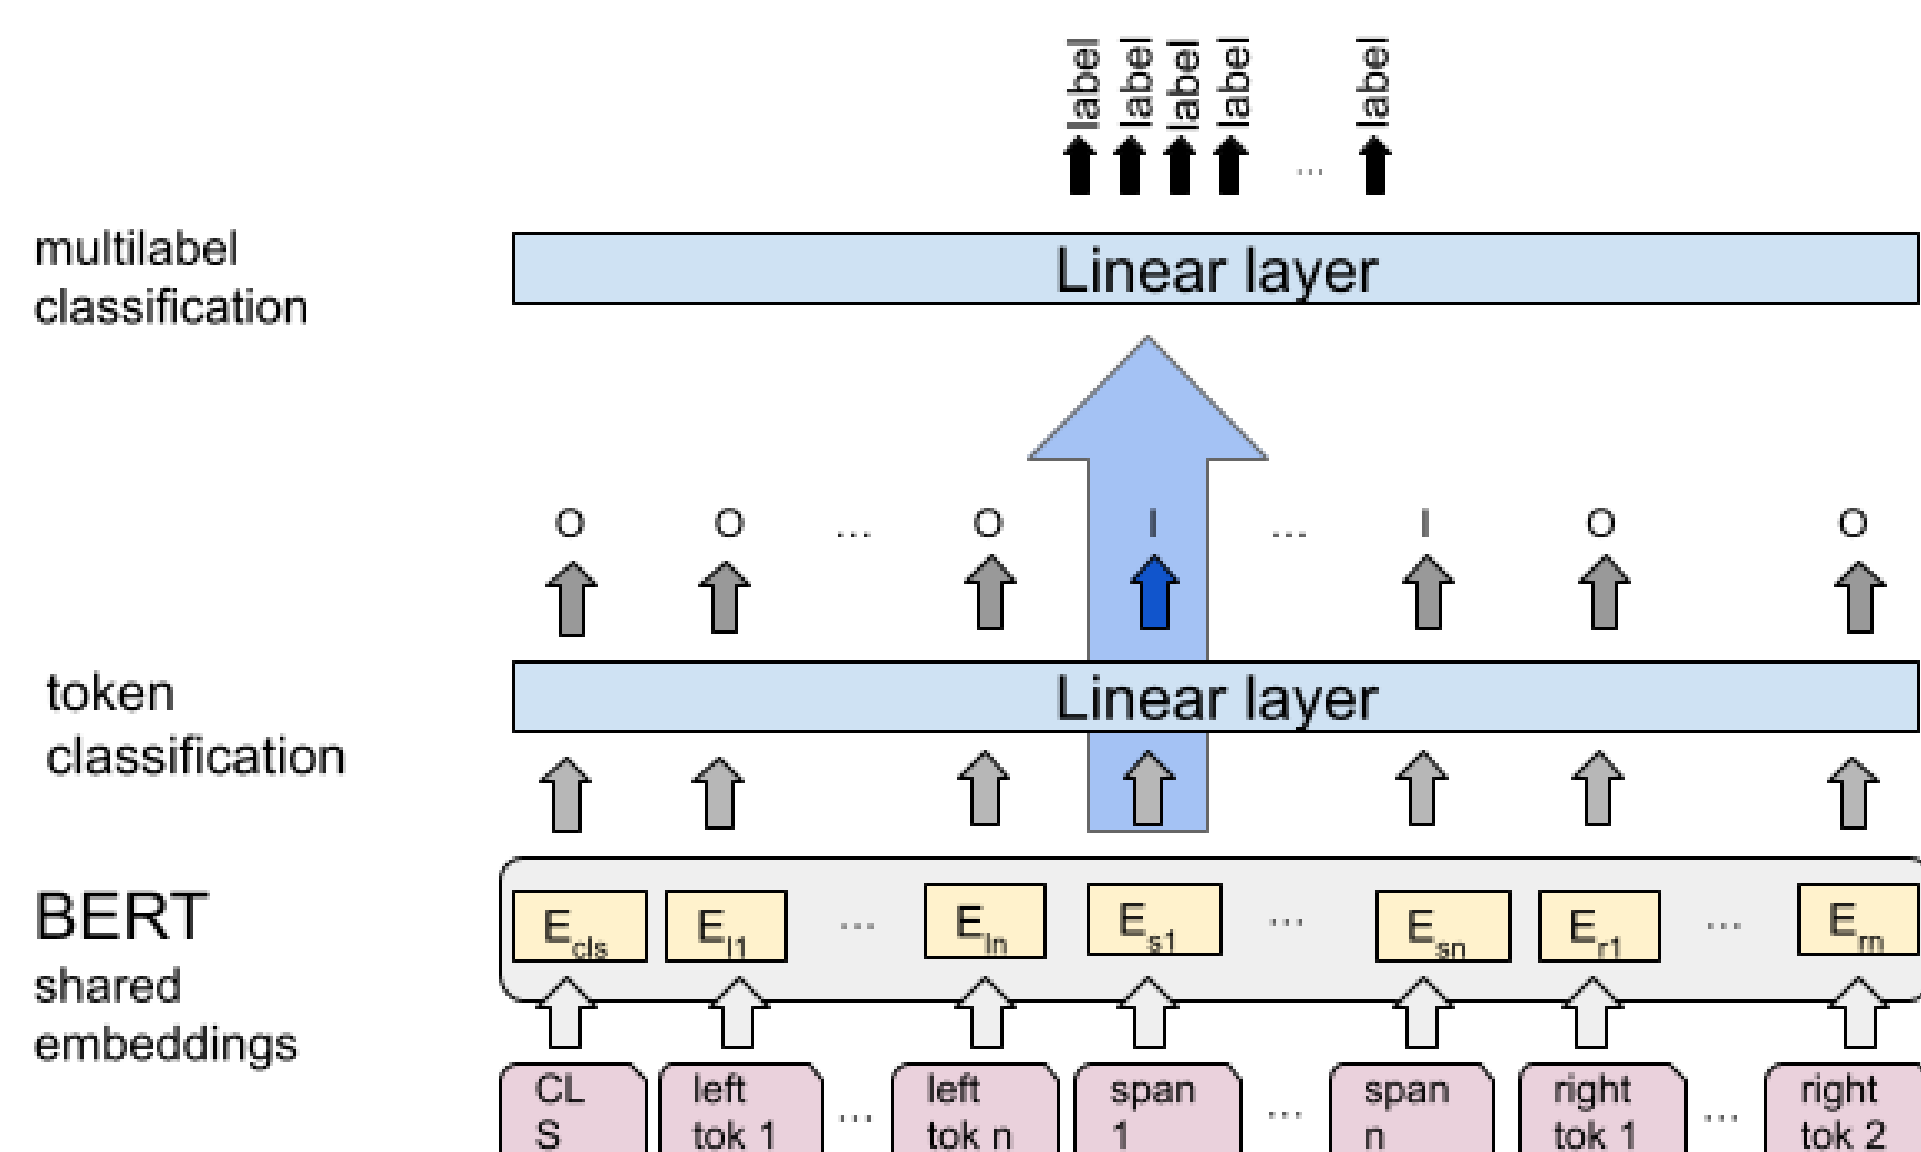 label label label label ... label
multilabel
classification
Linear layer
O O ... O I ... I O O
token
classification
Linear layer
BERT
shared
embeddings
E_cls E_l1 ... E_ln E_s1 ... E_sn E_r1 ... E_rn
CL
S
left
tok 1
...
left
tok n
span
1
...
span
n
right
tok 1
...
right
tok 2